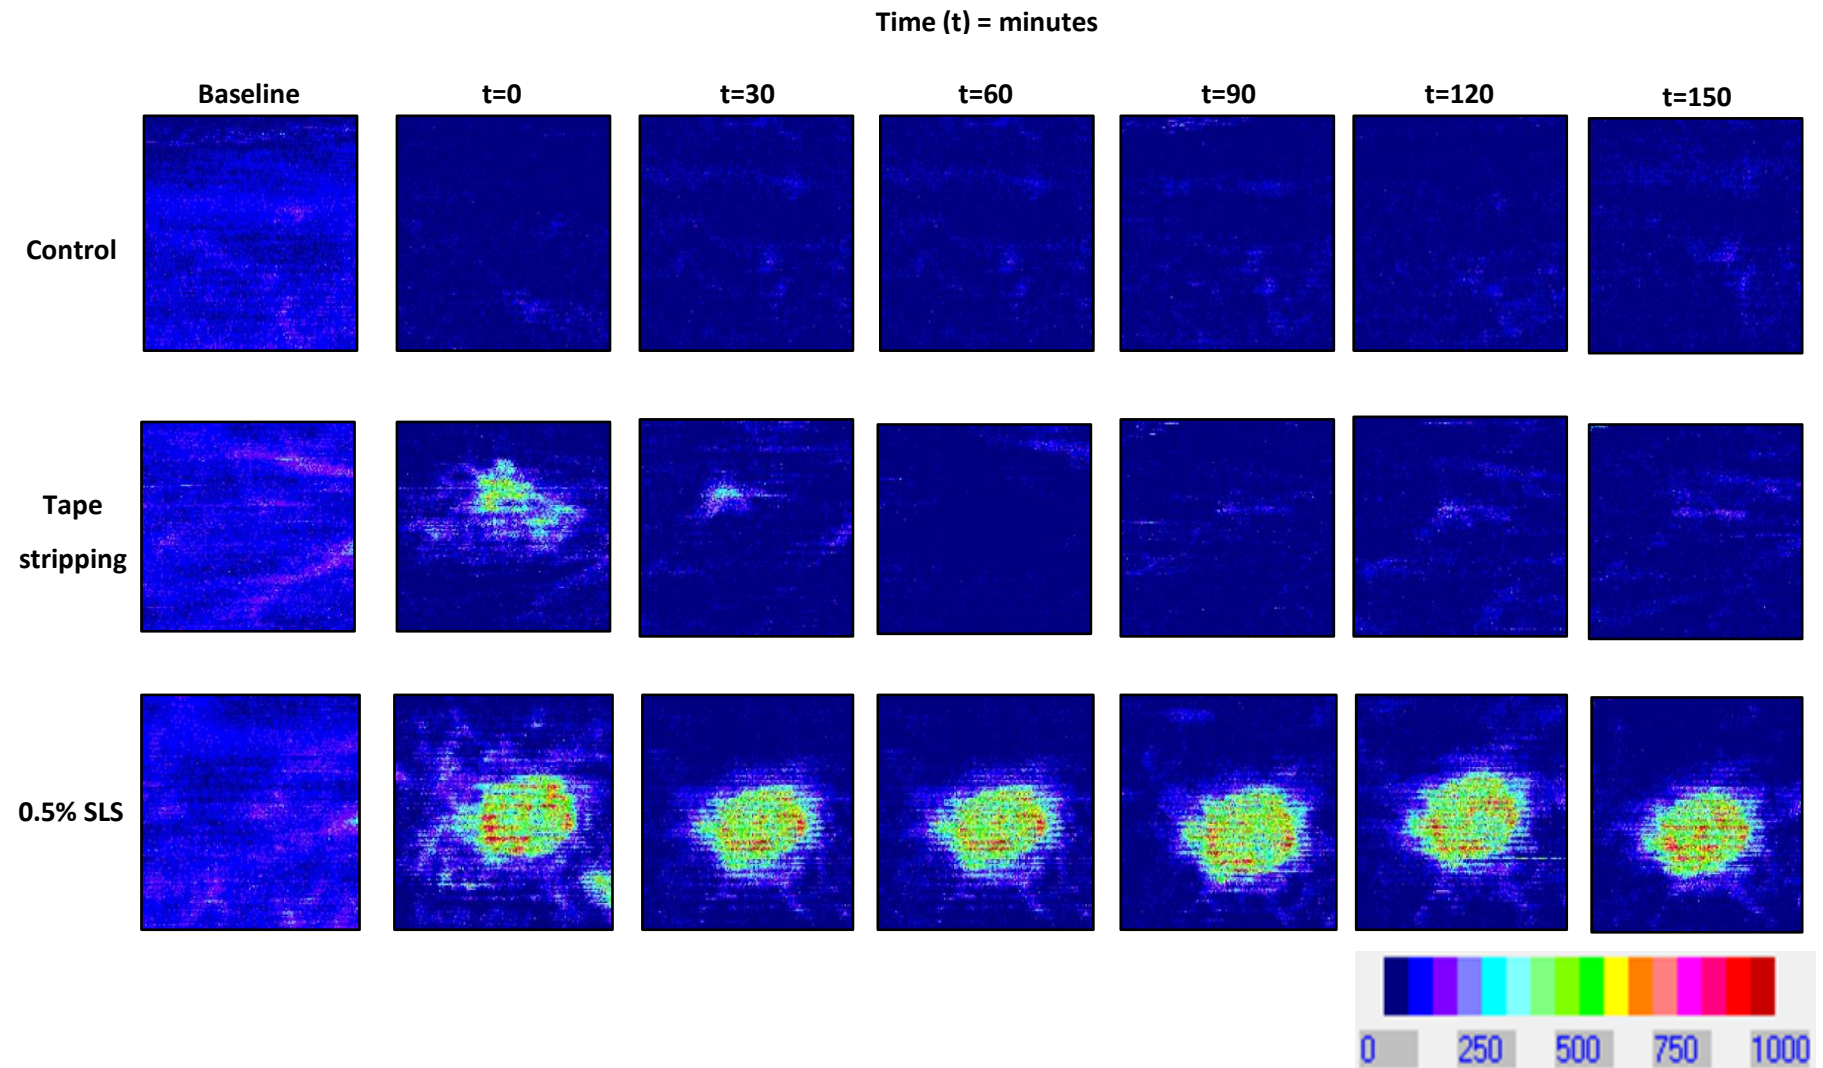 Time (t) = minutes
Baseline t=0 t=30 t=60 t=90 t=120 t=150
Control
Tape
stripping
0.5% SLS
0 250 500 750 1000